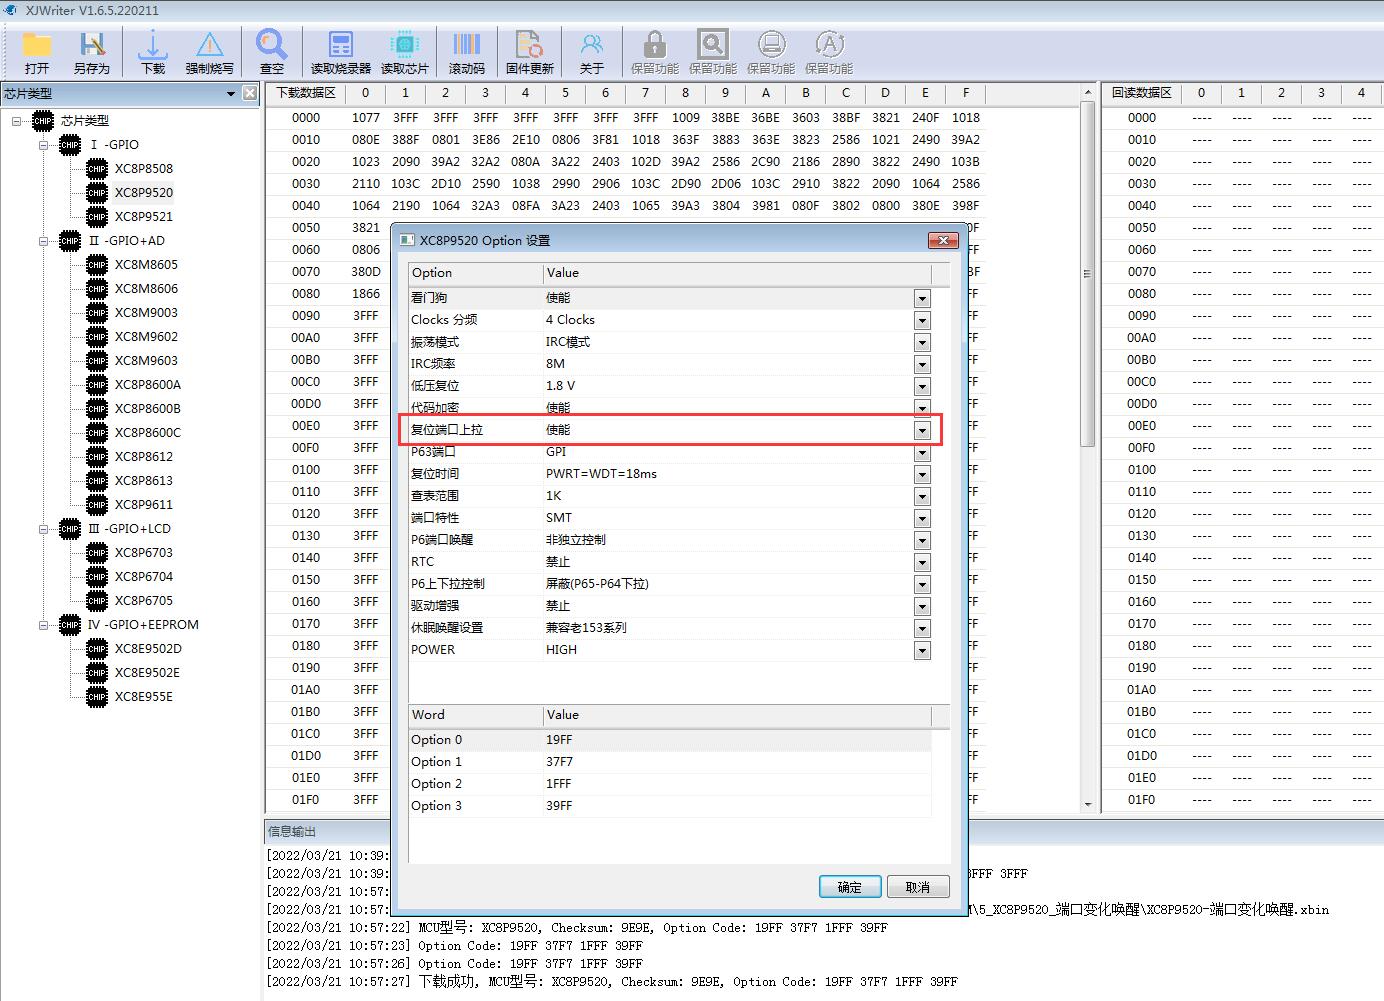 XJWriter V1.6.5.220211
打开 另存为 下载 强制烧写 查空 读取烧录器 读取芯片 滚动码 固件更新 关于 保留功能 保留功能 保留功能 保留功能
芯片类型
芯片类型
Ⅰ -GPIO
XC8P8508
XC8P9520
XC8P9521
Ⅱ -GPIO+AD
XC8M8605
XC8M8606
XC8M9003
XC8M9602
XC8M9603
XC8P8600A
XC8P8600B
XC8P8600C
XC8P8612
XC8P8613
XC8P9611
Ⅲ -GPIO+LCD
XC8P6703
XC8P6704
XC8P6705
Ⅳ -GPIO+EEPROM
XC8E9502D
XC8E9502E
XC8E955E
下载数据区 0 1 2 3 4 5 6 7 8 9 A B C D E F
0000 1077 3FFF 3FFF 3FFF 3FFF 3FFF 3FFF 3FFF 1009 38BE 36BE 3603 38BF 3821 240F 1018
0010 080E 388F 0801 3E86 2E10 0806 3F81 1018 363F 3883 363E 3823 2586 1021 2490 39A2
0020 1023 2090 39A2 32A2 080A 3A22 2403 102D 39A2 2586 2C90 2186 2890 3822 2490 103B
0030 2110 103C 2D10 2590 1038 2990 2906 103C 2D90 2D06 103C 2910 3822 2090 1064 2586
0040 1064 2190 1064 32A3 08FA 3A23 2403 1065 39A3 3804 3981 080F 3802 0800 380E 398F
0050 3821 0F
0060 0806 FF
0070 380D BF
0080 1866 FF
0090 3FFF FF
00A0 3FFF FF
00B0 3FFF FF
00C0 3FFF FF
00D0 3FFF FF
00E0 3FFF FF
00F0 3FFF FF
0100 3FFF FF
0110 3FFF FF
0120 3FFF FF
0130 3FFF FF
0140 3FFF FF
0150 3FFF FF
0160 3FFF FF
0170 3FFF FF
0180 3FFF FF
0190 3FFF FF
01A0 3FFF FF
01B0 3FFF FF
01C0 3FFF FF
01D0 3FFF FF
01E0 3FFF FF
01F0 3FFF FF
回读数据区 0 1 2 3 4
0000 ---- ---- ---- ---- ----
0010 ---- ---- ---- ---- ----
0020 ---- ---- ---- ---- ----
0030 ---- ---- ---- ---- ----
0040 ---- ---- ---- ---- ----
0050 ---- ---- ---- ---- ----
0060 ---- ---- ---- ---- ----
0070 ---- ---- ---- ---- ----
0080 ---- ---- ---- ---- ----
0090 ---- ---- ---- ---- ----
00A0 ---- ---- ---- ---- ----
00B0 ---- ---- ---- ---- ----
00C0 ---- ---- ---- ---- ----
00D0 ---- ---- ---- ---- ----
00E0 ---- ---- ---- ---- ----
00F0 ---- ---- ---- ---- ----
0100 ---- ---- ---- ---- ----
0110 ---- ---- ---- ---- ----
0120 ---- ---- ---- ---- ----
0130 ---- ---- ---- ---- ----
0140 ---- ---- ---- ---- ----
0150 ---- ---- ---- ---- ----
0160 ---- ---- ---- ---- ----
0170 ---- ---- ---- ---- ----
0180 ---- ---- ---- ---- ----
0190 ---- ---- ---- ---- ----
01A0 ---- ---- ---- ---- ----
01B0 ---- ---- ---- ---- ----
01C0 ---- ---- ---- ---- ----
01D0 ---- ---- ---- ---- ----
01E0 ---- ---- ---- ---- ----
01F0 ---- ---- ---- ---- ----
XC8P9520 Option 设置
Option Value
看门狗 使能
Clocks 分频 4 Clocks
振荡模式 IRC模式
IRC频率 8M
低压复位 1.8 V
代码加密 使能
复位端口上拉 使能
P63端口 GPI
复位时间 PWRT=WDT=18ms
查表范围 1K
端口特性 SMT
P6端口唤醒 非独立控制
RTC 禁止
P6上下拉控制 屏蔽(P65-P64下拉)
驱动增强 禁止
休眠唤醒设置 兼容老153系列
POWER HIGH
Word Value
Option 0 19FF
Option 1 37F7
Option 2 1FFF
Option 3 39FF
确定 取消
信息输出
[2022/03/21 10:39:
[2022/03/21 10:39: 3FFF 3FFF
[2022/03/21 10:57:
[2022/03/21 10:57: M\5_XC8P9520_端口变化唤醒\XC8P9520-端口变化唤醒.xbin
[2022/03/21 10:57:22] MCU型号: XC8P9520, Checksum: 9E9E, Option Code: 19FF 37F7 1FFF 39FF
[2022/03/21 10:57:23] Option Code: 19FF 37F7 1FFF 39FF
[2022/03/21 10:57:26] Option Code: 19FF 37F7 1FFF 39FF
[2022/03/21 10:57:27] 下载成功, MCU型号: XC8P9520, Checksum: 9E9E, Option Code: 19FF 37F7 1FFF 39FF